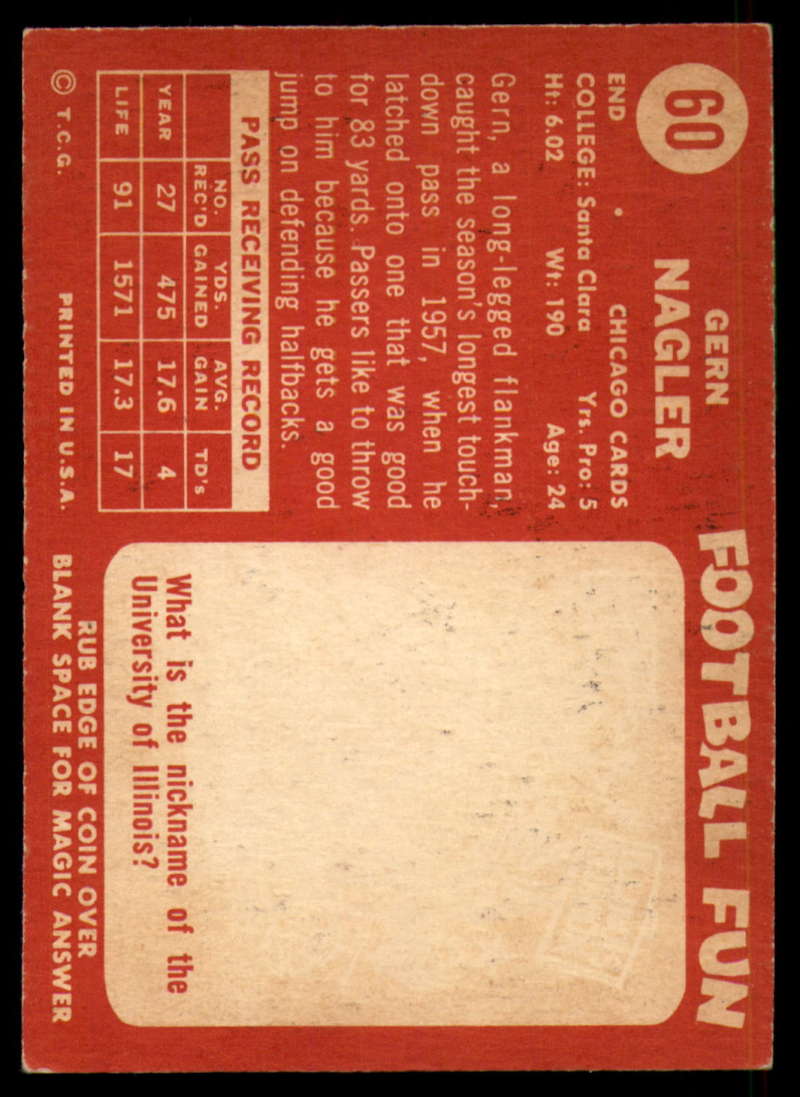 60
GERN
NAGLER
END CHICAGO CARDS
COLLEGE: Santa Clara Yrs. Pro: 5
Ht: 6.02 Wt: 190 Age: 24
Gern, a long-legged flankman,
caught the season's longest touch-
down pass in 1957, when he
latched onto one that was good
for 83 yards. Passers like to throw
to him because he gets a good
jump on defending halfbacks.
PASS RECEIVING RECORD
NO. YDS. AVG. TD's
REC'D GAINED GAIN
YEAR 27 475 17.6 4
LIFE 91 1571 17.3 17
© T.C.G. PRINTED IN U.S.A.
FOOTBALL FUN
What is the nickname of the
University of Illinois?
RUB EDGE OF COIN OVER
BLANK SPACE FOR MAGIC ANSWER